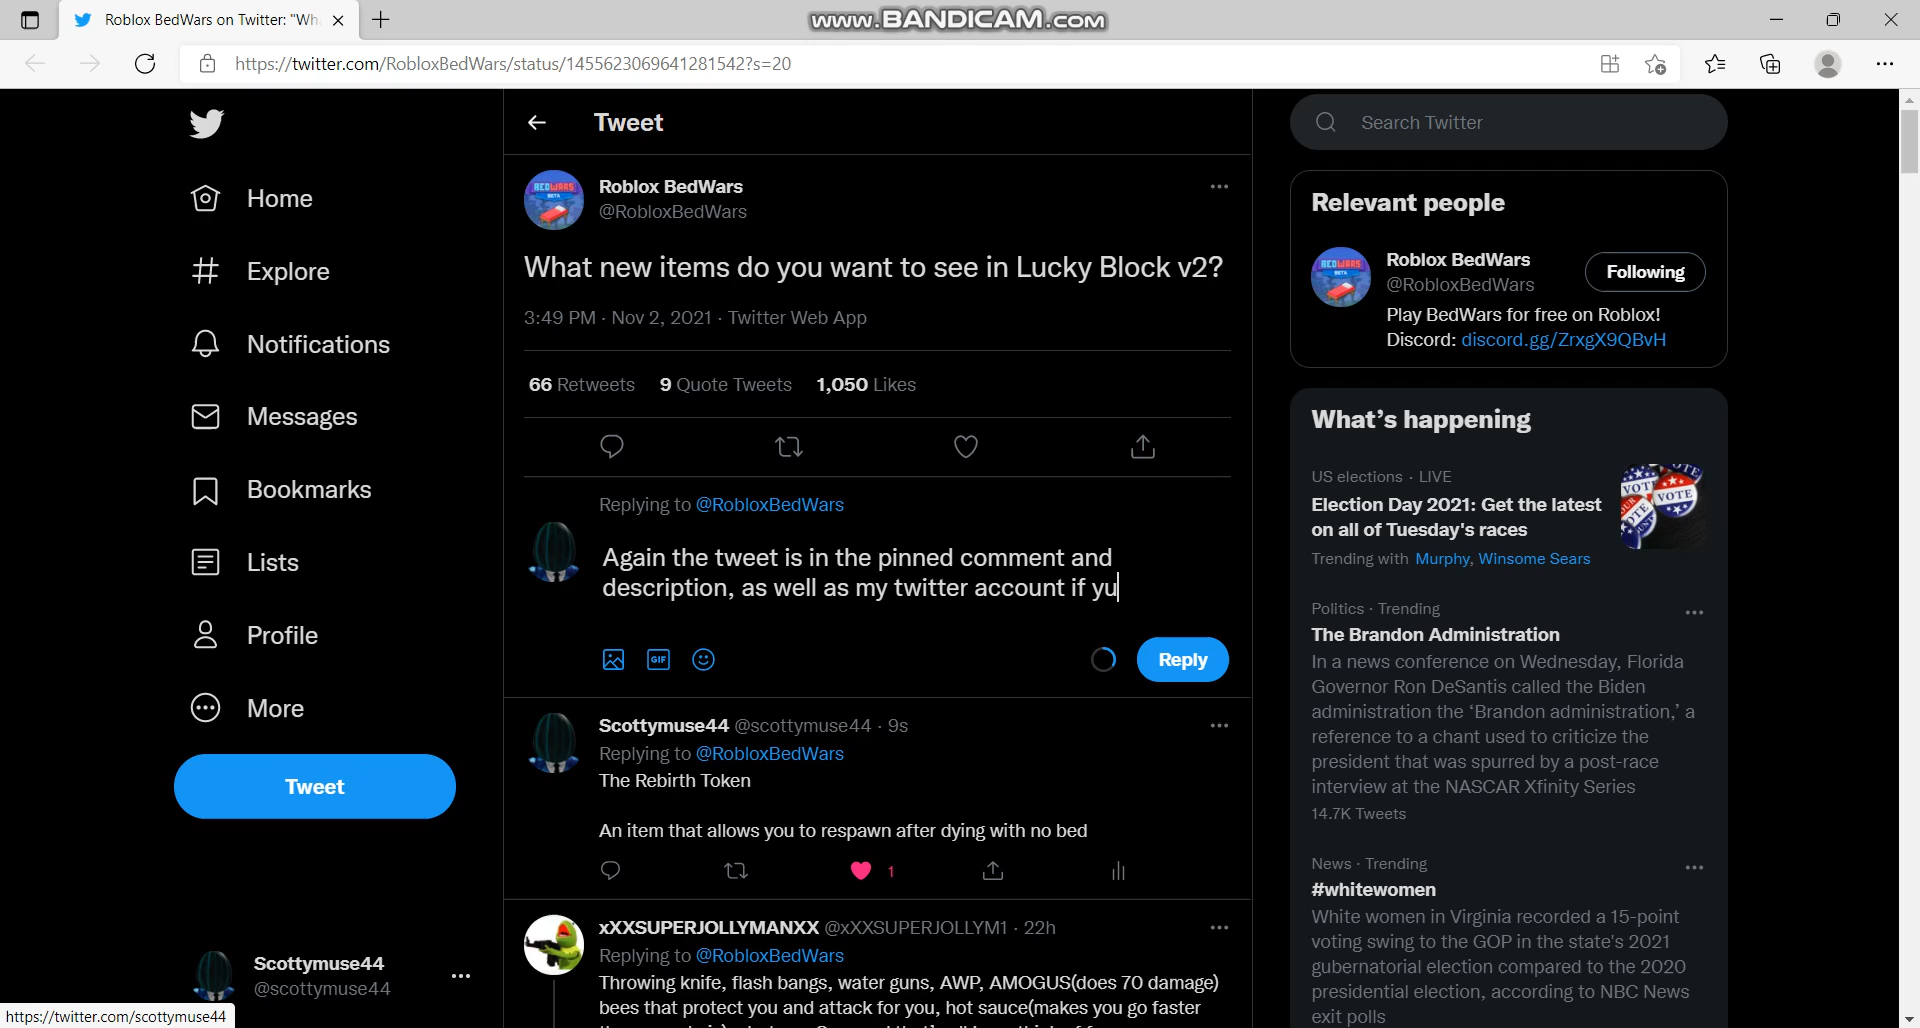 Roblox BedWars on Twitter: "Wh
www.BANDICAM.com
https://twitter.com/RobloxBedWars/status/1455623069641281542?s=20
Home
Explore
Notifications
Messages
Bookmarks
Lists
Profile
More
Tweet
Scottymuse44
@scottymuse44
https://twitter.com/scottymuse44
Tweet
Roblox BedWars
@RobloxBedWars
What new items do you want to see in Lucky Block v2?
3:49 PM · Nov 2, 2021 · Twitter Web App
66 Retweets 9 Quote Tweets 1,050 Likes
Replying to @RobloxBedWars
Again the tweet is in the pinned comment and
description, as well as my twitter account if yu
GIF
Reply
Scottymuse44 @scottymuse44 · 9s
Replying to @RobloxBedWars
The Rebirth Token
An item that allows you to respawn after dying with no bed
1
xXXSUPERJOLLYMANXX @xXXSUPERJOLLYM1 · 22h
Replying to @RobloxBedWars
Throwing knife, flash bangs, water guns, AWP, AMOGUS(does 70 damage)
bees that protect you and attack for you, hot sauce(makes you go faster
Search Twitter
Relevant people
BEDWARS
BETA
Roblox BedWars
@RobloxBedWars
Following
Play BedWars for free on Roblox!
Discord: discord.gg/ZrxgX9QBvH
What's happening
US elections · LIVE
Election Day 2021: Get the latest
on all of Tuesday's races
Trending with Murphy, Winsome Sears
VOTE
Politics · Trending
The Brandon Administration
In a news conference on Wednesday, Florida
Governor Ron DeSantis called the Biden
administration the ‘Brandon administration,’ a
reference to a chant used to criticize the
president that was spurred by a post-race
interview at the NASCAR Xfinity Series
14.7K Tweets
News · Trending
#whitewomen
White women in Virginia recorded a 15-point
voting swing to the GOP in the state's 2021
gubernatorial election compared to the 2020
presidential election, according to NBC News
exit polls